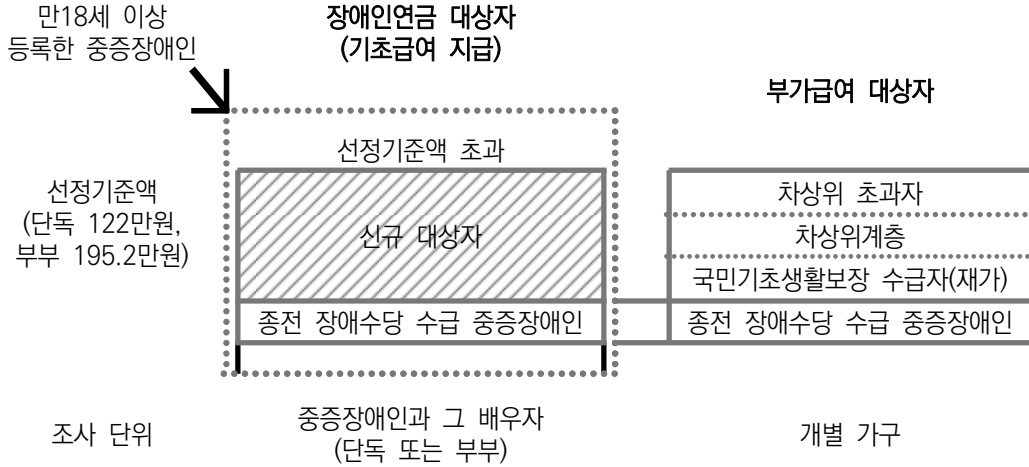 만18세 이상
등록한 중증장애인
장애인연금 대상자
(기초급여 지급)
부가급여 대상자
선정기준액 초과
선정기준액
(단독 122만원,
부부 195.2만원)
신규 대상자
차상위 초과자
차상위계층
국민기초생활보장 수급자(재가)
종전 장애수당 수급 중증장애인
종전 장애수당 수급 중증장애인
조사 단위
중증장애인과 그 배우자
(단독 또는 부부)
개별 가구